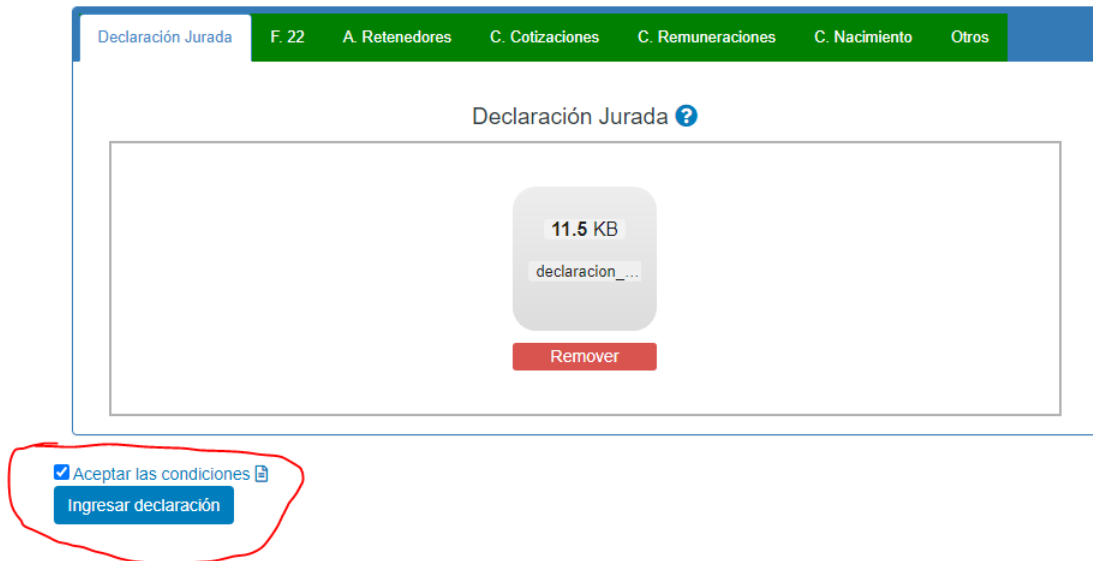 Declaración Jurada F. 22 A. Retenedores C. Cotizaciones C. Remuneraciones C. Nacimiento Otros
Declaración Jurada ?
11.5 KB
declaracion_...
Remover
Aceptar las condiciones
Ingresar declaración